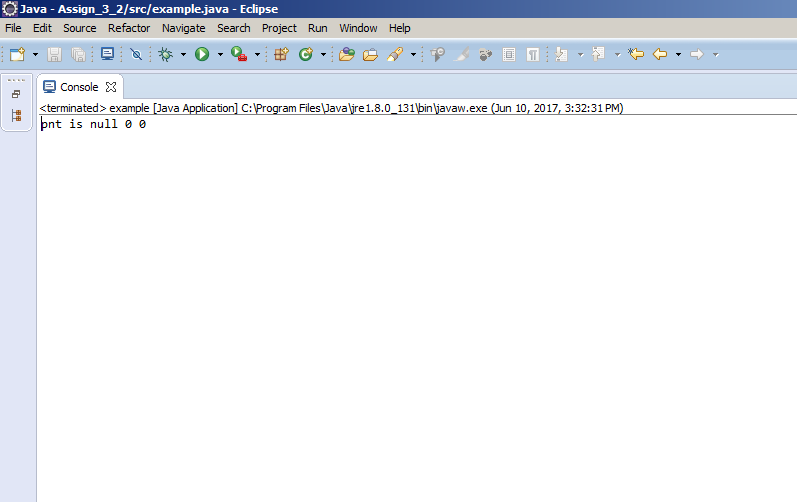 Java - Assign_3_2/src/example.java - Eclipse
File Edit Source Refactor Navigate Search Project Run Window Help
Console
<terminated> example [Java Application] C:\Program Files\Java\jre1.8.0_131\bin\javaw.exe (Jun 10, 2017, 3:32:31 PM)
pnt is null 0 0